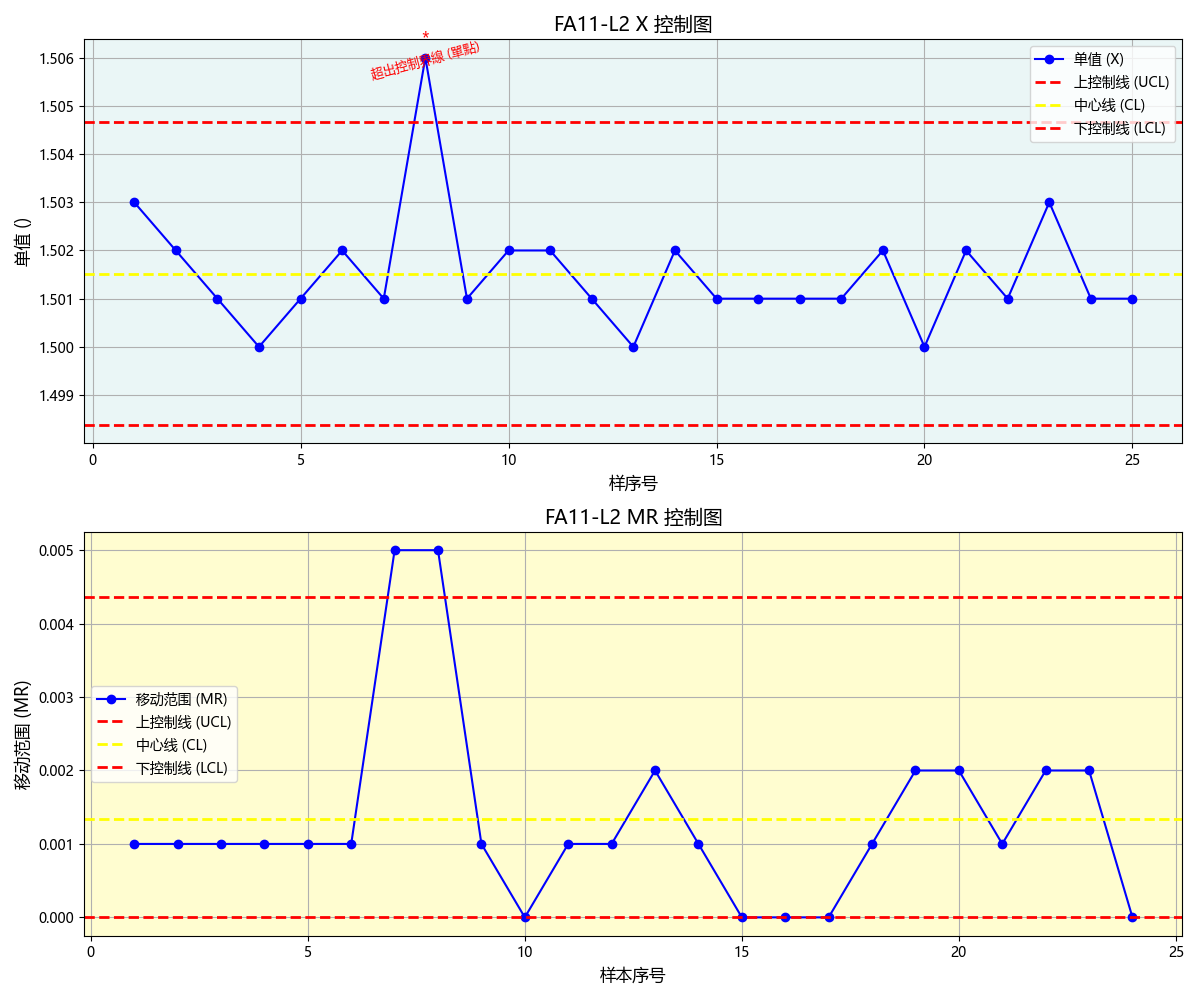 FA11-L2 X 控制图
*
超出控制界線 (單點)
单值 (X)
上控制线 (UCL)
中心线 (CL)
下控制线 (LCL)
单值 ()
1.506
1.505
1.504
1.503
1.502
1.501
1.500
1.499
0 5 10 15 20 25
样序号
FA11-L2 MR 控制图
移动范围 (MR)
0.005
0.004
0.003
0.002
0.001
0.000
移动范围 (MR)
上控制线 (UCL)
中心线 (CL)
下控制线 (LCL)
0 5 10 15 20 25
样本序号